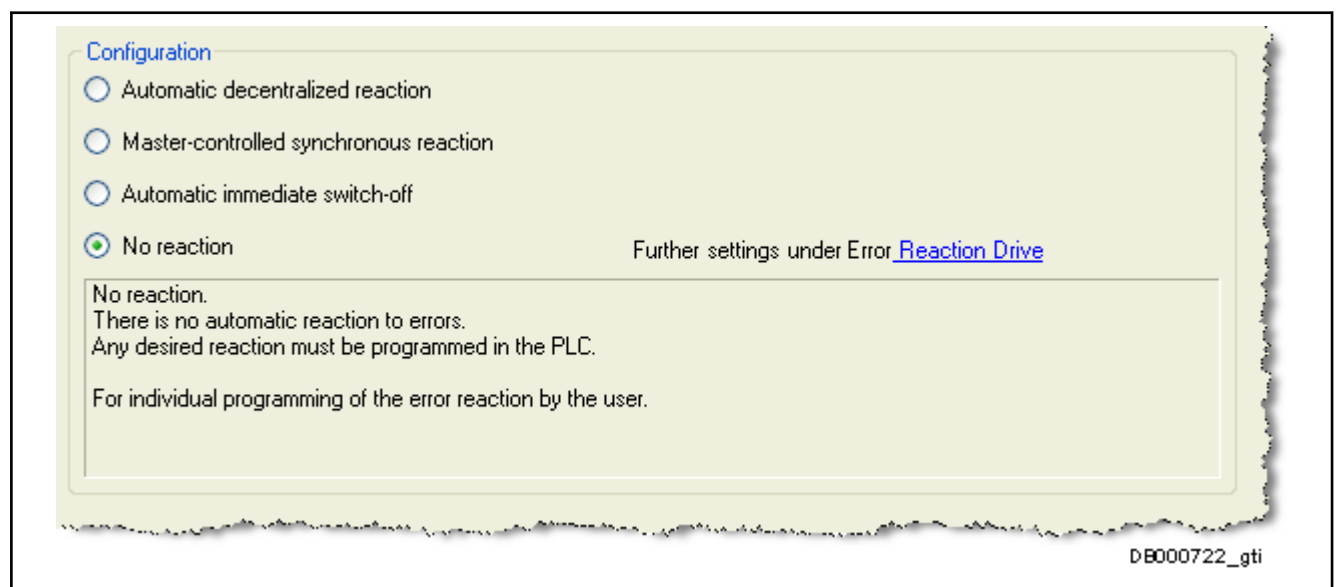 Configuration
Automatic decentralized reaction
Master-controlled synchronous reaction
Automatic immediate switch-off
No reaction
Further settings under Error Reaction Drive
No reaction.
There is no automatic reaction to errors.
Any desired reaction must be programmed in the PLC.
For individual programming of the error reaction by the user.
DB000722_gti